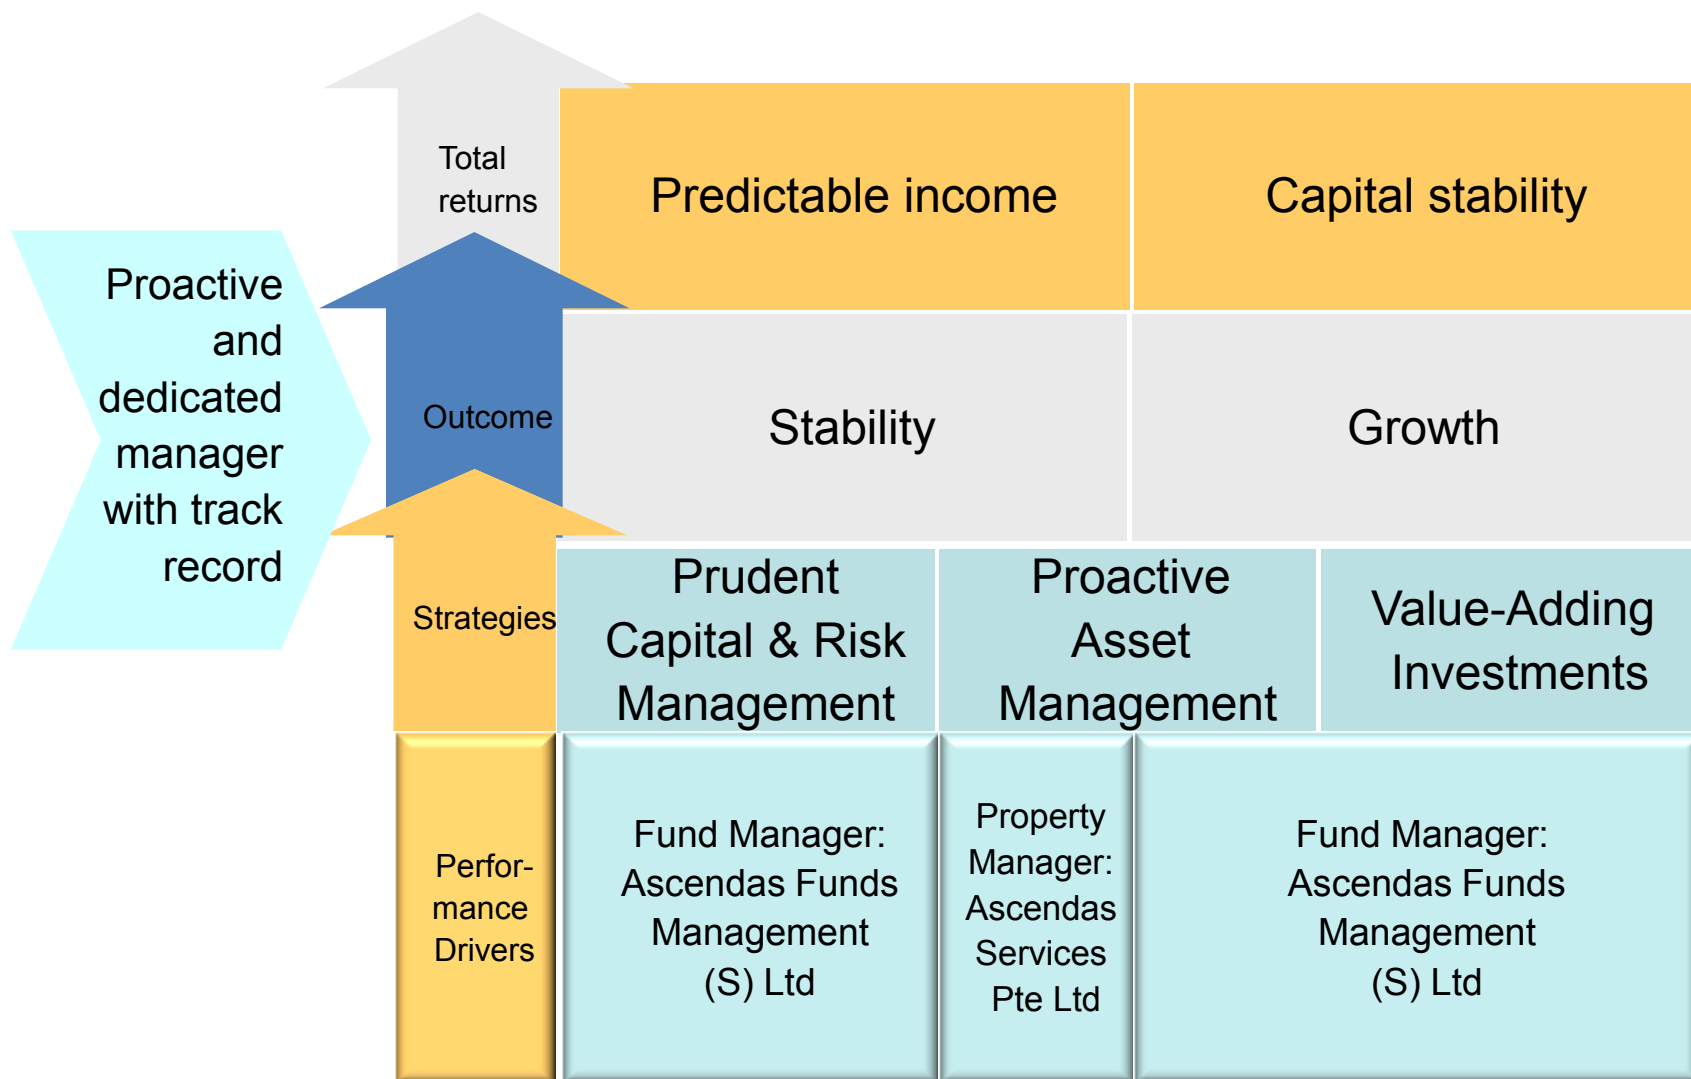 Proactive
and
dedicated
manager
with track
record
Total
returns
Predictable income
Capital stability
Outcome
Stability
Growth
Strategies
Prudent
Capital & Risk
Management
Proactive
Asset
Management
Value-Adding
Investments
Perfor-
mance
Drivers
Fund Manager:
Ascendas Funds
Management
(S) Ltd
Property
Manager:
Ascendas
Services
Pte Ltd
Fund Manager:
Ascendas Funds
Management
(S) Ltd